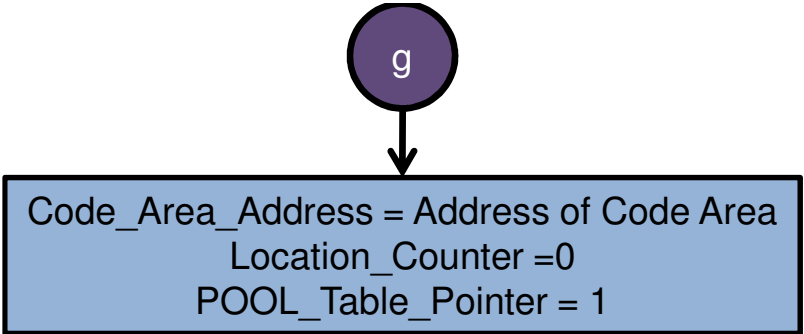 g
Code_Area_Address = Address of Code Area
Location_Counter =0
POOL_Table_Pointer = 1